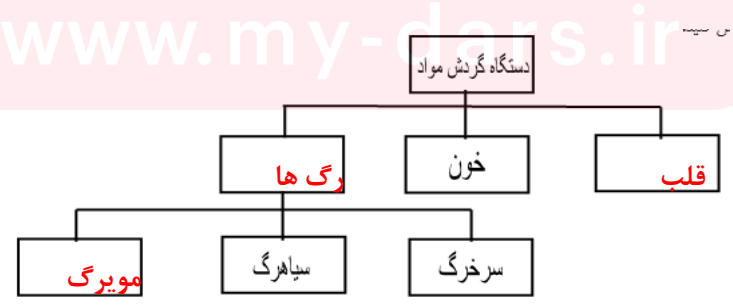 www.my-dars.ir
دستگاه گردش مواد
قلب
خون
رگ ها
سرخرگ
سیاهرگ
مویرگ